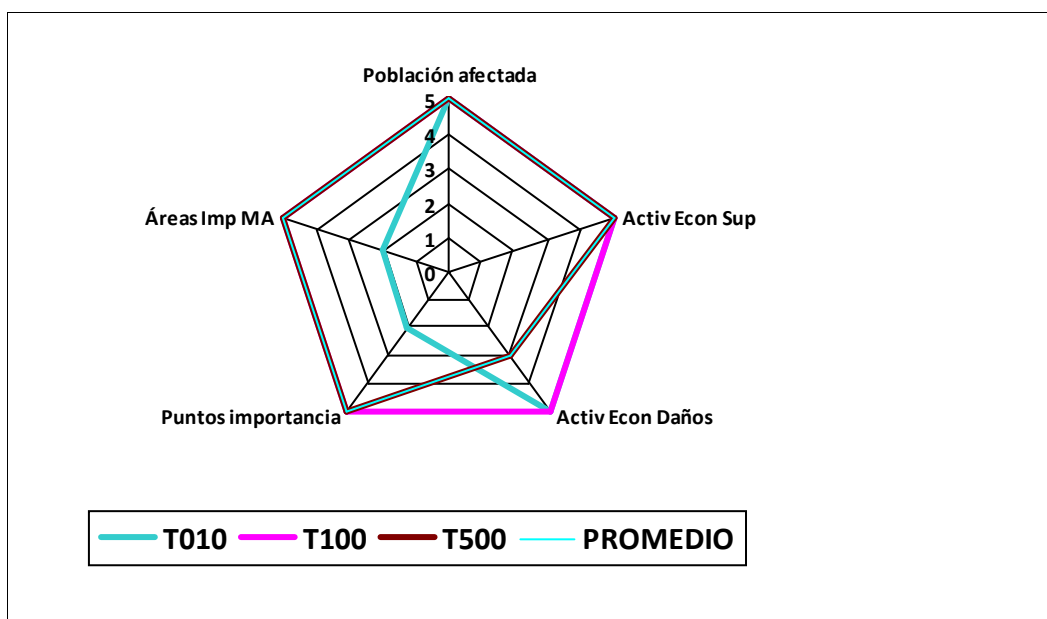 Población afectada
5
4
3
2
1
0
Áreas Imp MA
Activ Econ Sup
Puntos importancia
Activ Econ Daños
T010 T100 T500 PROMEDIO